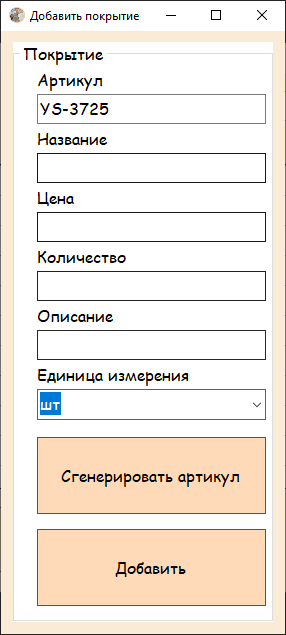 Добавить покрытие
Покрытие
Артикул
YS-3725
Название
Цена
Количество
Описание
Единица измерения
шт
Сгенерировать артикул
Добавить